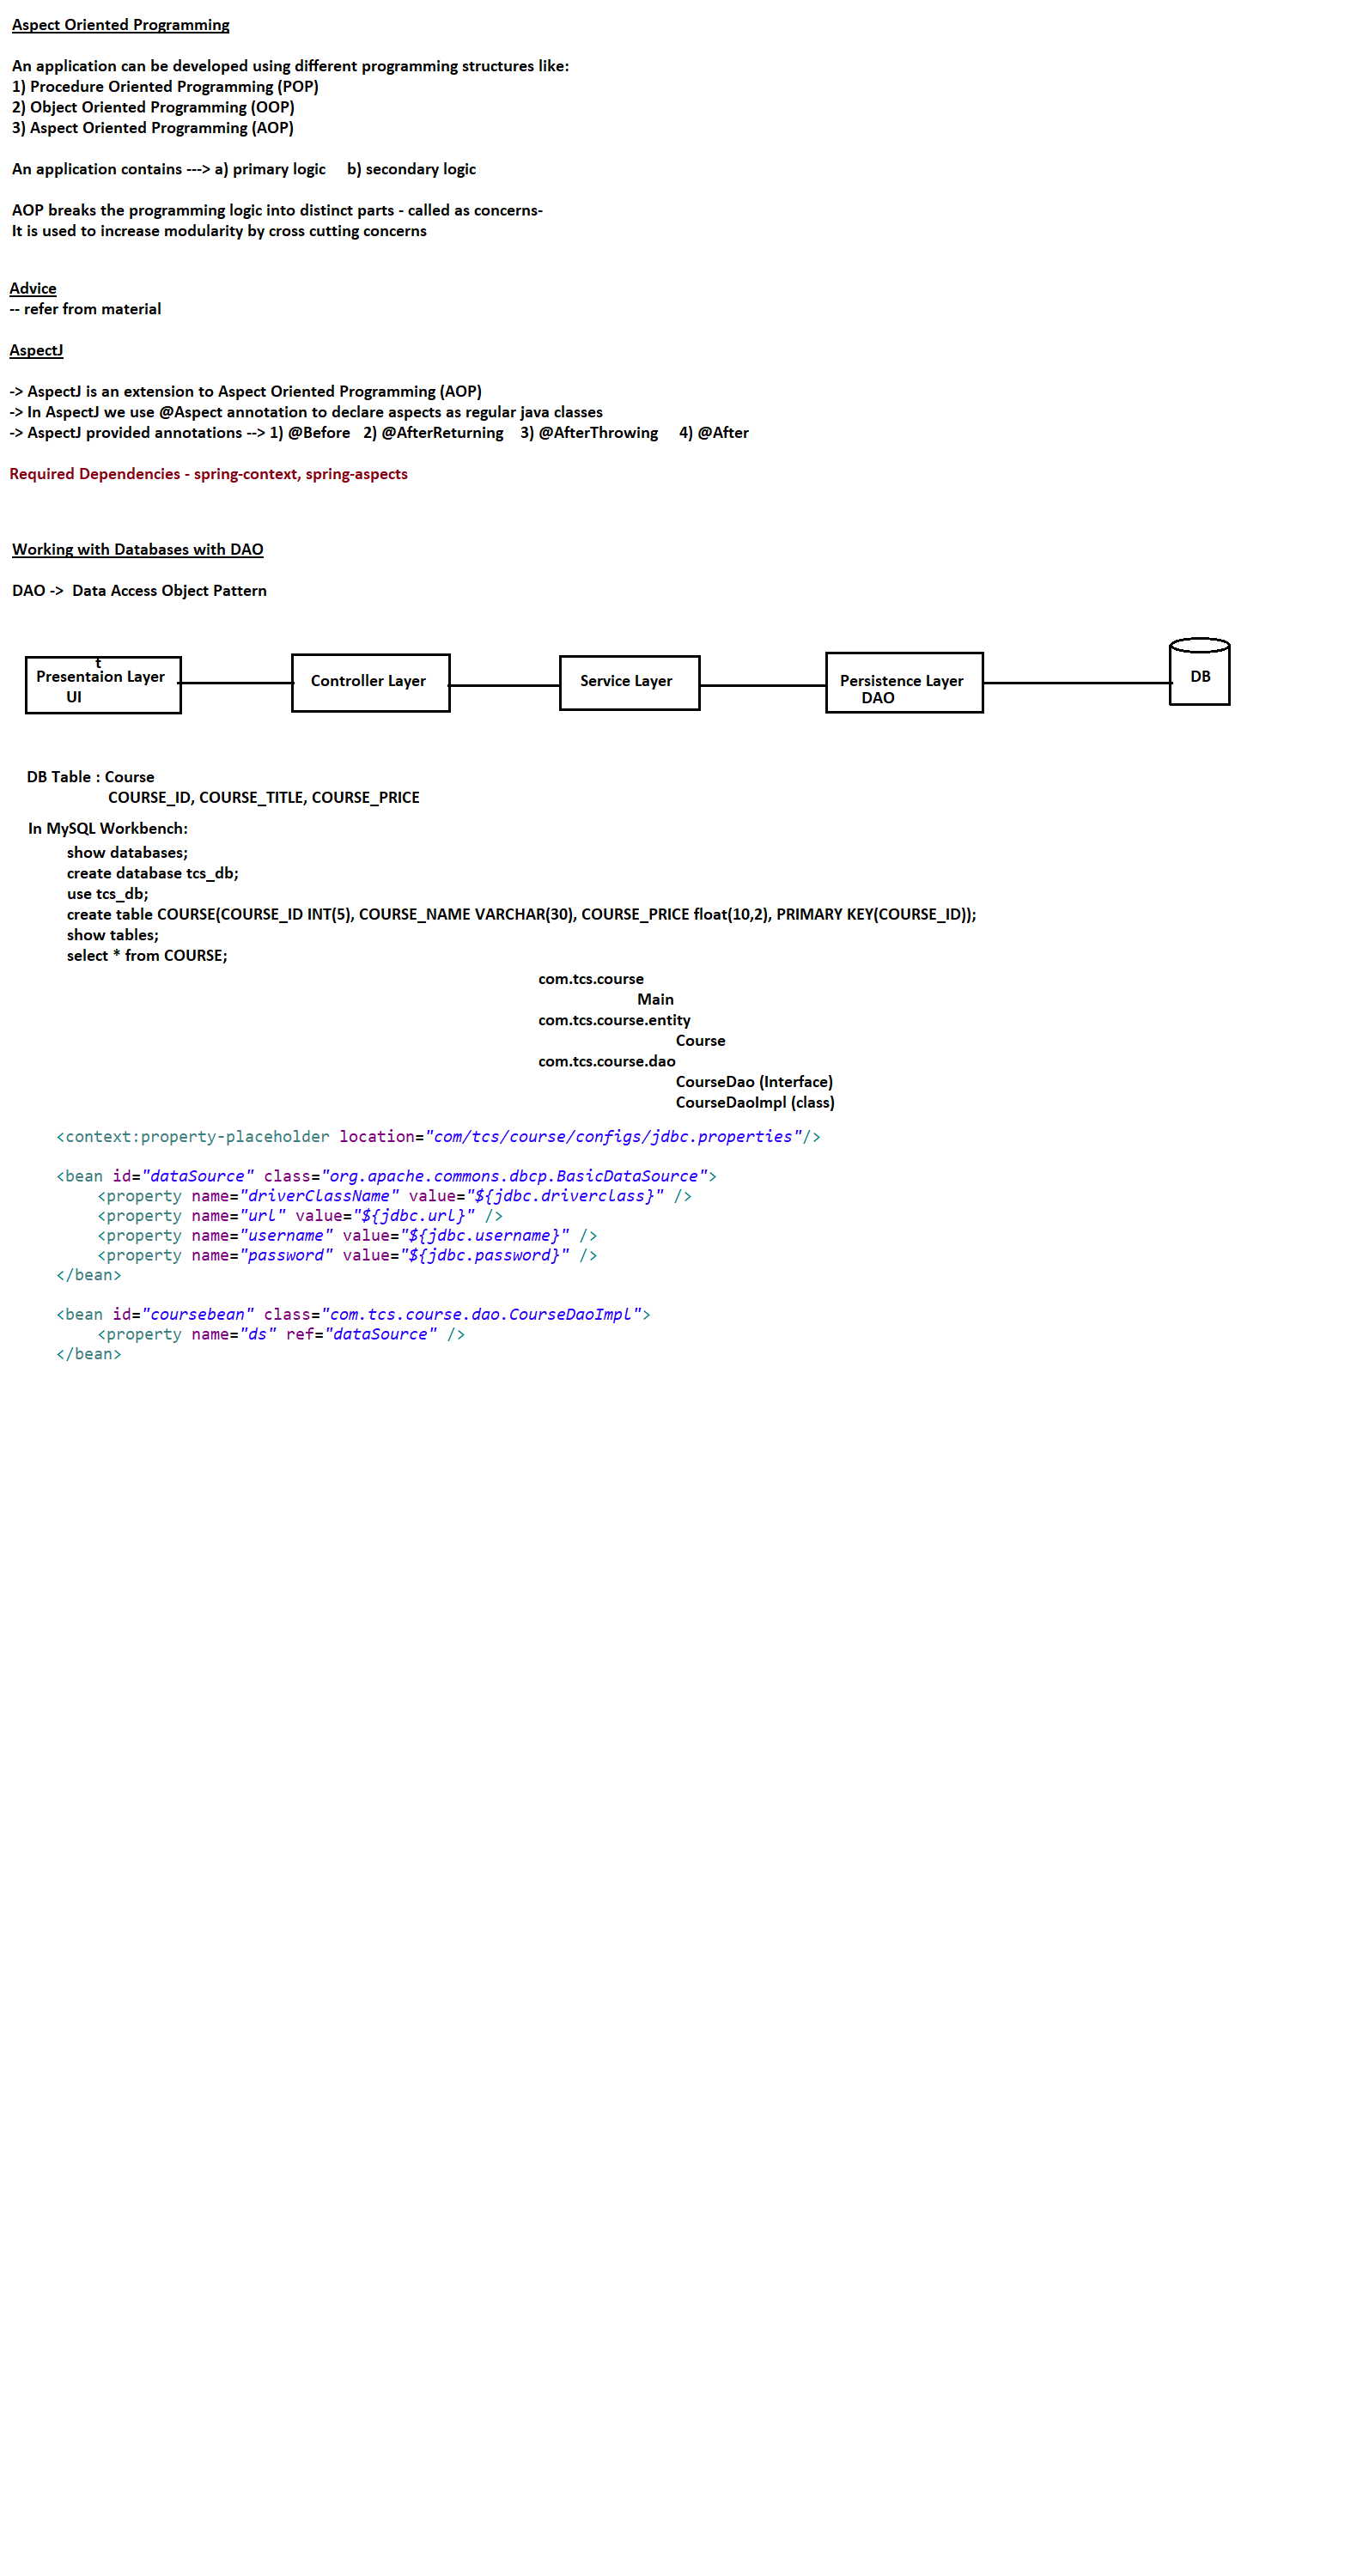 Aspect Oriented Programming
An application can be developed using different programming structures like:
1) Procedure Oriented Programming (POP)
2) Object Oriented Programming (OOP)
3) Aspect Oriented Programming (AOP)
An application contains ---> a) primary logic b) secondary logic
AOP breaks the programming logic into distinct parts - called as concerns-
It is used to increase modularity by cross cutting concerns
Advice
-- refer from material
AspectJ
-> AspectJ is an extension to Aspect Oriented Programming (AOP)
-> In AspectJ we use @Aspect annotation to declare aspects as regular java classes
-> AspectJ provided annotations --> 1) @Before 2) @AfterReturning 3) @AfterThrowing 4) @After
Required Dependencies - spring-context, spring-aspects
Working with Databases with DAO
DAO -> Data Access Object Pattern
t
Presentaion Layer
UI
Controller Layer
Service Layer
Persistence Layer
DAO
DB
DB Table : Course
COURSE_ID, COURSE_TITLE, COURSE_PRICE
In MySQL Workbench:
show databases;
create database tcs_db;
use tcs_db;
create table COURSE(COURSE_ID INT(5), COURSE_NAME VARCHAR(30), COURSE_PRICE float(10,2), PRIMARY KEY(COURSE_ID));
show tables;
select * from COURSE;
com.tcs.course
Main
com.tcs.course.entity
Course
com.tcs.course.dao
CourseDao (Interface)
CourseDaoImpl (class)
<context:property-placeholder location="com/tcs/course/configs/jdbc.properties"/>
<bean id="dataSource" class="org.apache.commons.dbcp.BasicDataSource">
<property name="driverClassName" value="${jdbc.driverclass}" />
<property name="url" value="${jdbc.url}" />
<property name="username" value="${jdbc.username}" />
<property name="password" value="${jdbc.password}" />
</bean>
<bean id="coursebean" class="com.tcs.course.dao.CourseDaoImpl">
<property name="ds" ref="dataSource" />
</bean>